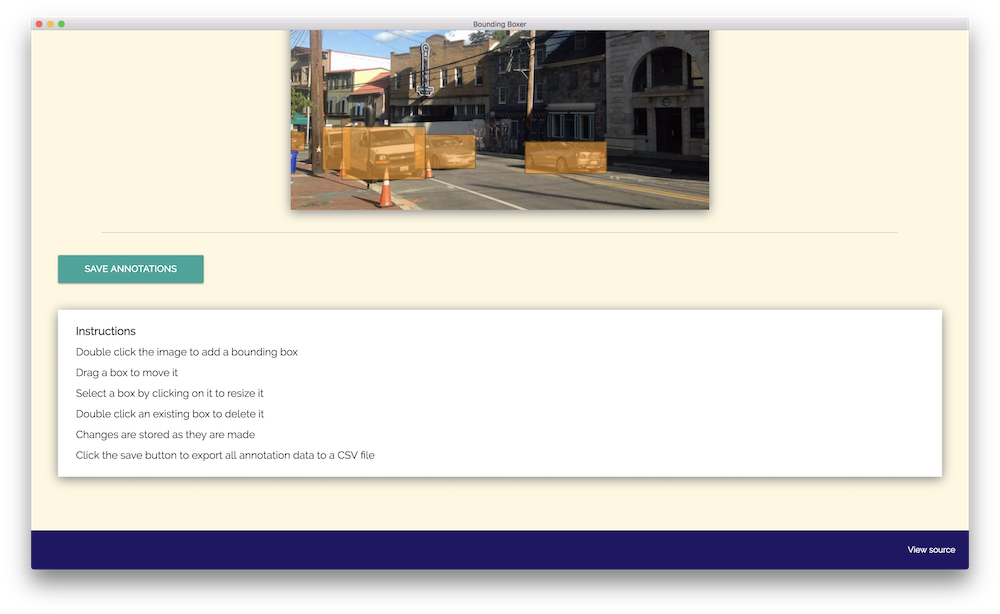 Bounding Boxer
SAVE ANNOTATIONS
Instructions
Double click the image to add a bounding box
Drag a box to move it
Select a box by clicking on it to resize it
Double click an existing box to delete it
Changes are stored as they are made
Click the save button to export all annotation data to a CSV file
View source